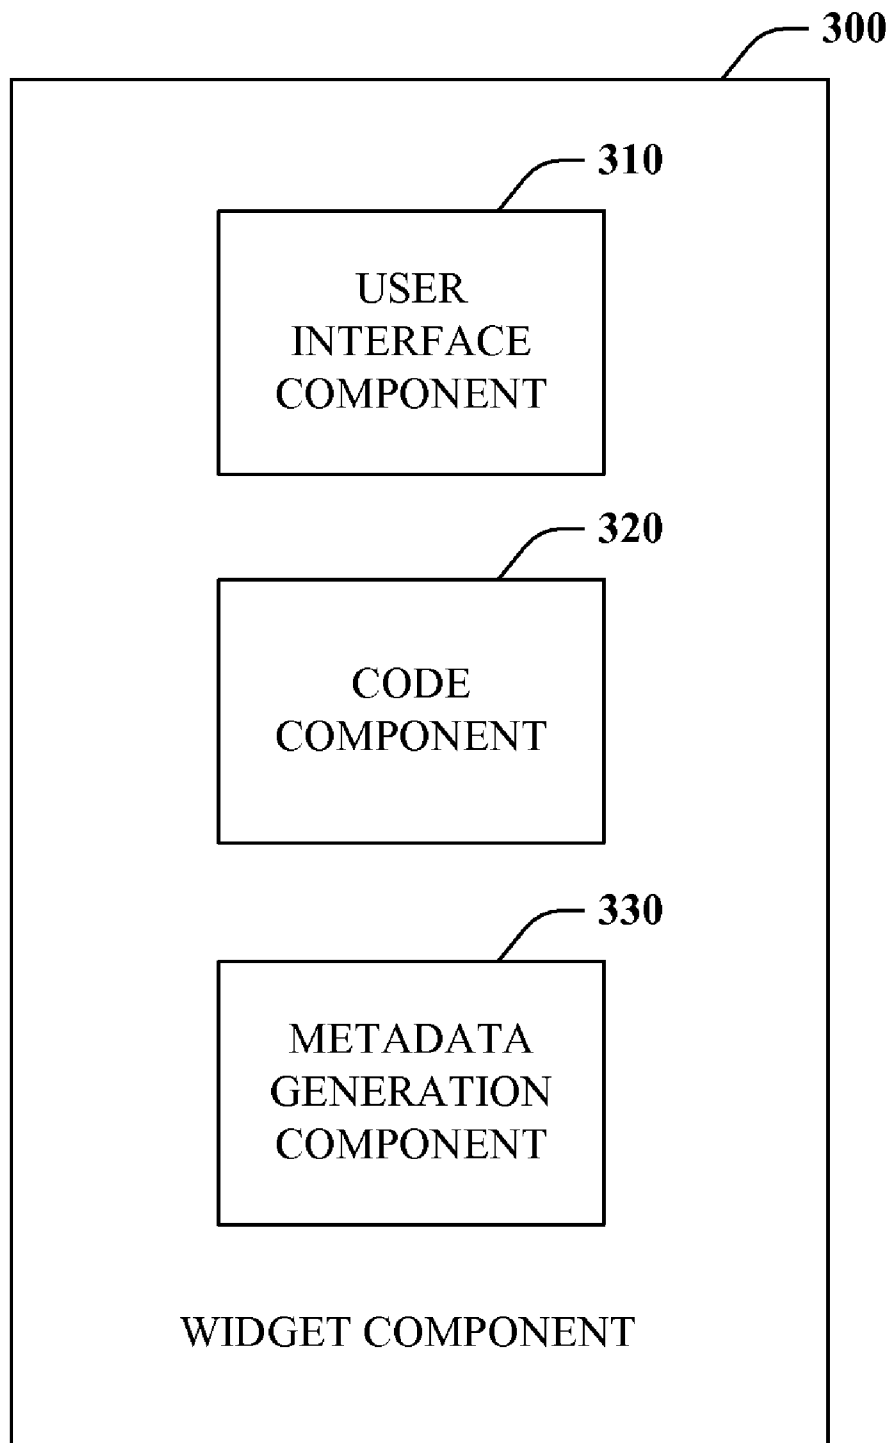 300
310
USER
INTERFACE
COMPONENT
320
CODE
COMPONENT
330
METADATA
GENERATION
COMPONENT
WIDGET COMPONENT